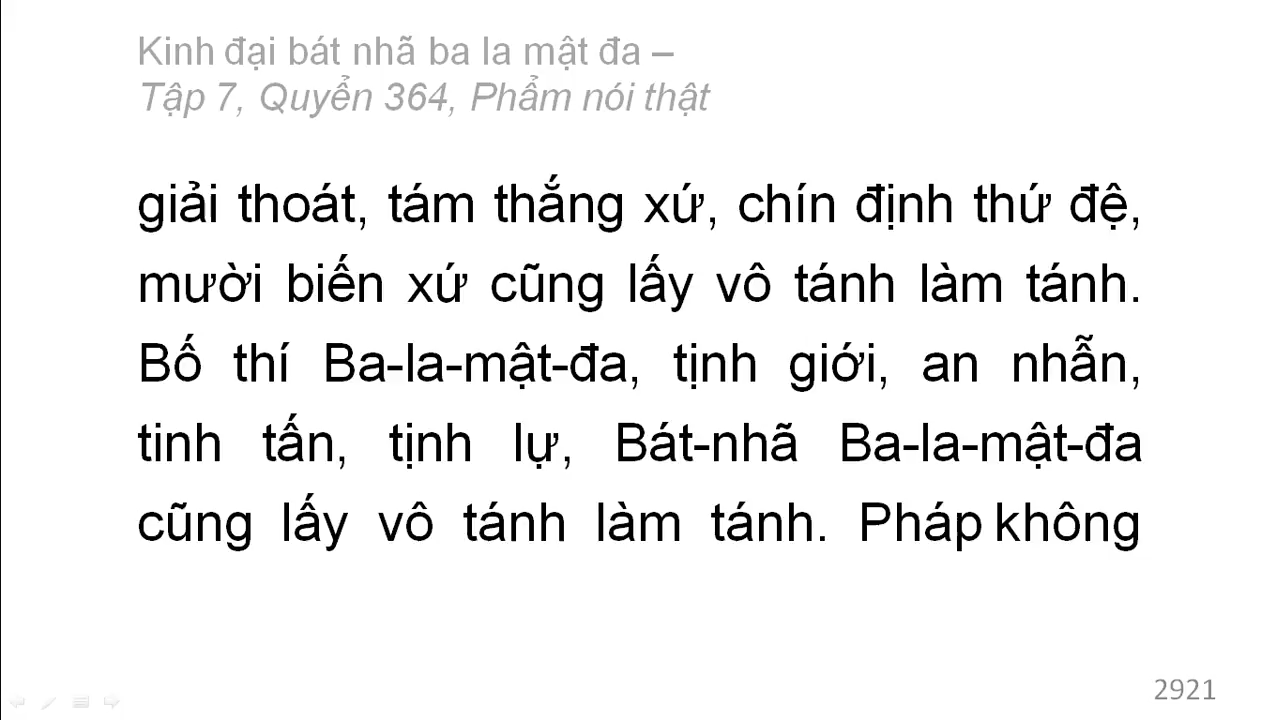 Kinh đại bát nhã ba la mật đa –
Tập 7, Quyển 364, Phẩm nói thật
giải thoát, tám thắng xứ, chín định thứ đệ,
mười biến xứ cũng lấy vô tánh làm tánh.
Bố thí Ba-la-mật-đa, tịnh giới, an nhẫn,
tinh tấn, tịnh lự, Bát-nhã Ba-la-mật-đa
cũng lấy vô tánh làm tánh. Pháp không
2921